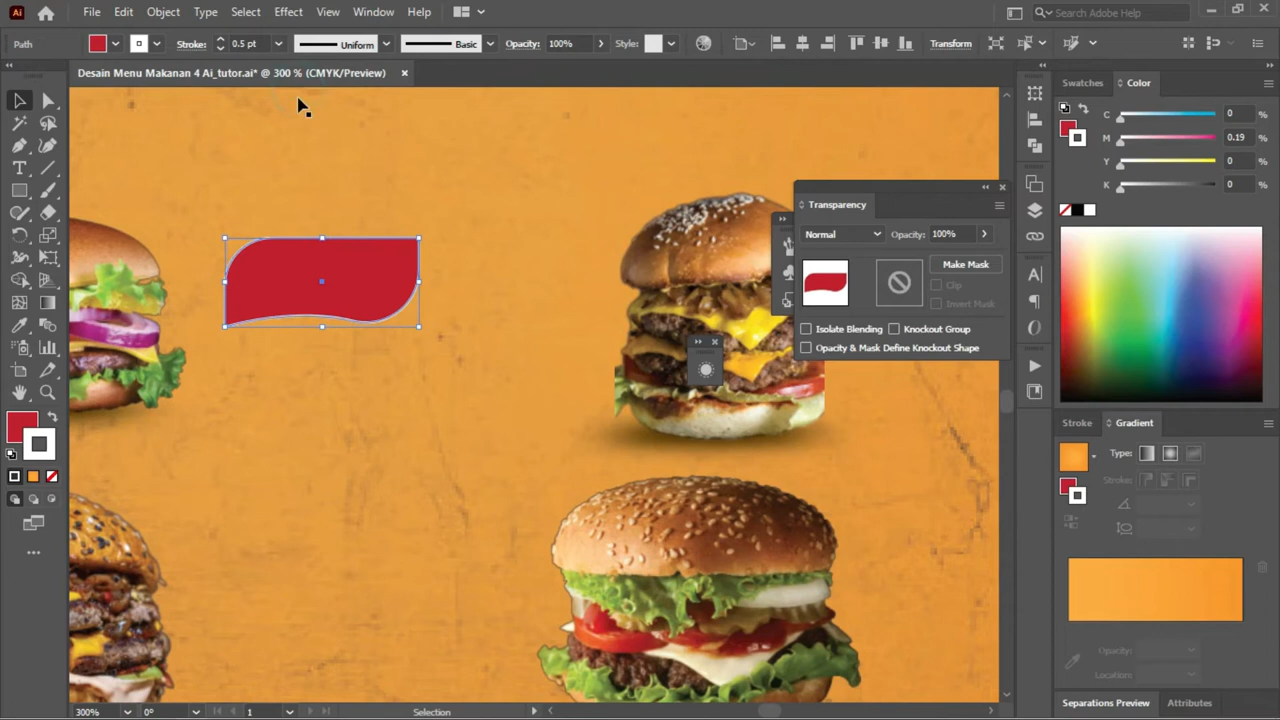 Ai File Edit Object Type Select Effect View Window Help Search Adobe Help
Path Stroke: 0.5 pt Uniform Basic Opacity: 100% Style: Transform
Desain Menu Makanan 4 Ai_tutor.ai* @ 300 % (CMYK/Preview)
Swatches Color
C 0 %
M 0.19 %
Y 0 %
K 0 %
Transparency
Normal Opacity: 100%
Make Mask
Clip
Invert Mask
Isolate Blending Knockout Group
Opacity & Mask Define Knockout Shape
Stroke Gradient
Type:
Stroke:
Opacity:
Location:
Separations Preview Attributes
300% 0° 1 Selection